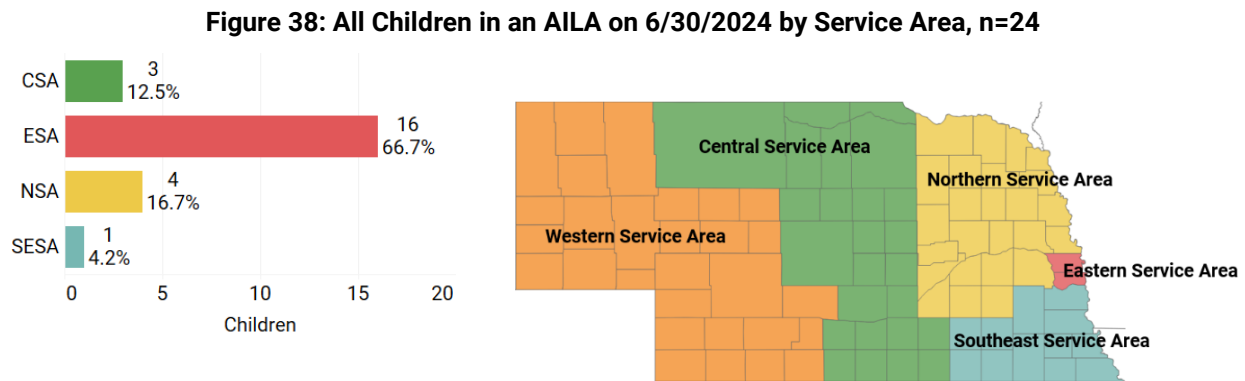 Figure 38: All Children in an AILA on 6/30/2024 by Service Area, n=24
CSA
3
12.5%
ESA
16
66.7%
NSA
4
16.7%
SESA
1
4.2%
0
5
10
15
20
Children
Central Service Area
Northern Service Area
Western Service Area
Eastern Service Area
Southeast Service Area